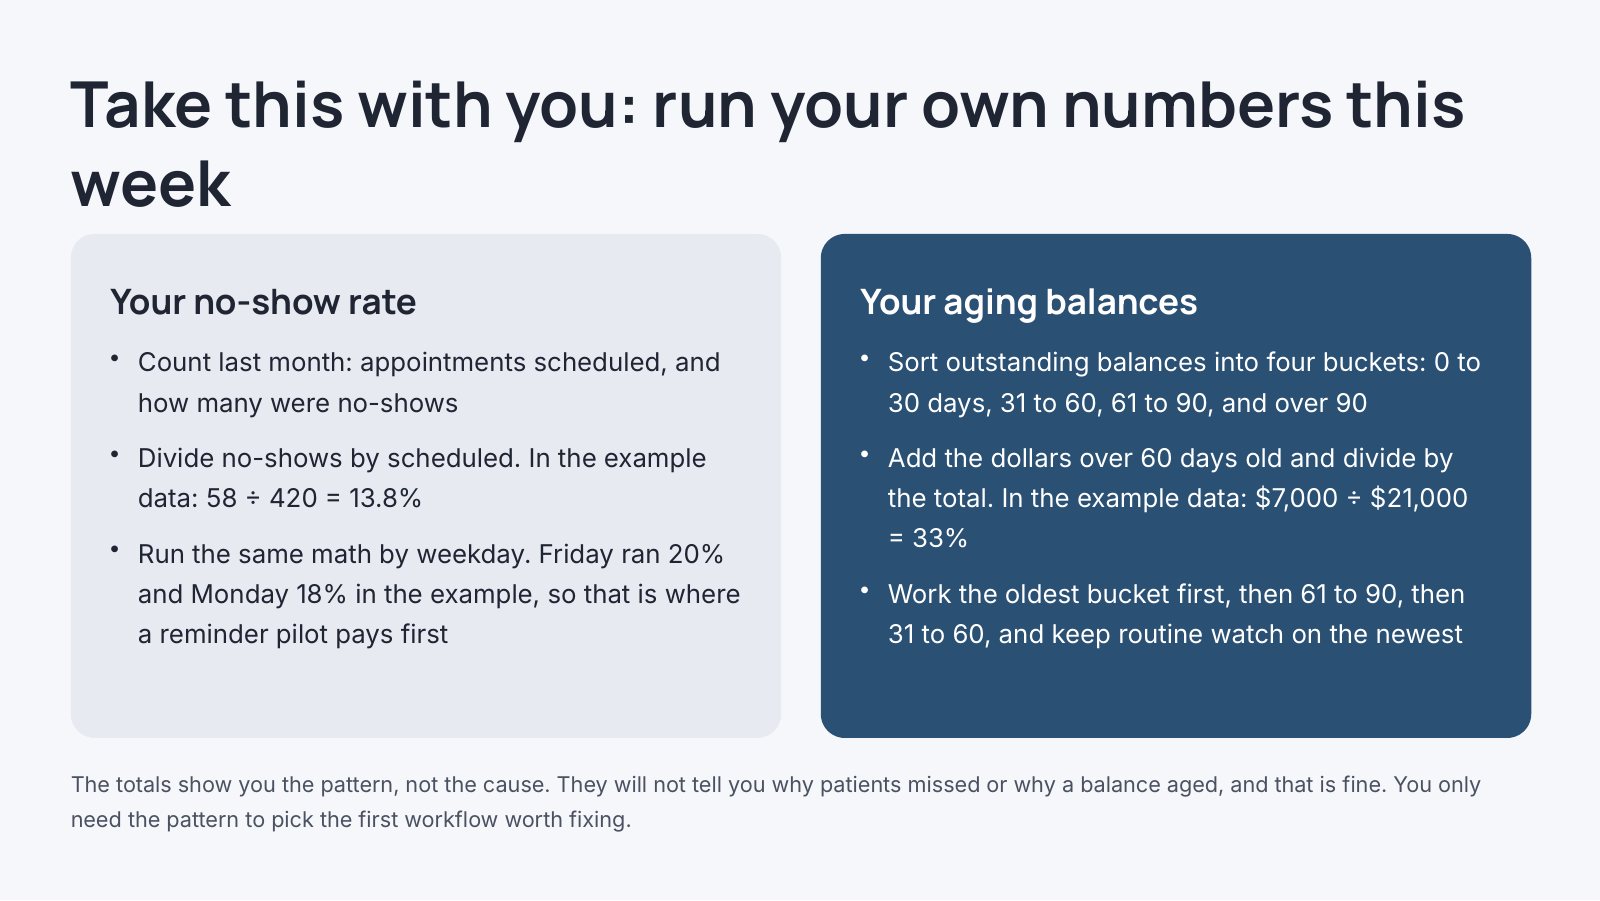 Take this with you: run your own numbers this
week
Your no-show rate
• Count last month: appointments scheduled, and
how many were no-shows
• Divide no-shows by scheduled. In the example
data: 58 ÷ 420 = 13.8%
• Run the same math by weekday. Friday ran 20%
and Monday 18% in the example, so that is where
a reminder pilot pays first
Your aging balances
• Sort outstanding balances into four buckets: 0 to
30 days, 31 to 60, 61 to 90, and over 90
• Add the dollars over 60 days old and divide by
the total. In the example data: $7,000 ÷ $21,000
= 33%
• Work the oldest bucket first, then 61 to 90, then
31 to 60, and keep routine watch on the newest
The totals show you the pattern, not the cause. They will not tell you why patients missed or why a balance aged, and that is fine. You only
need the pattern to pick the first workflow worth fixing.